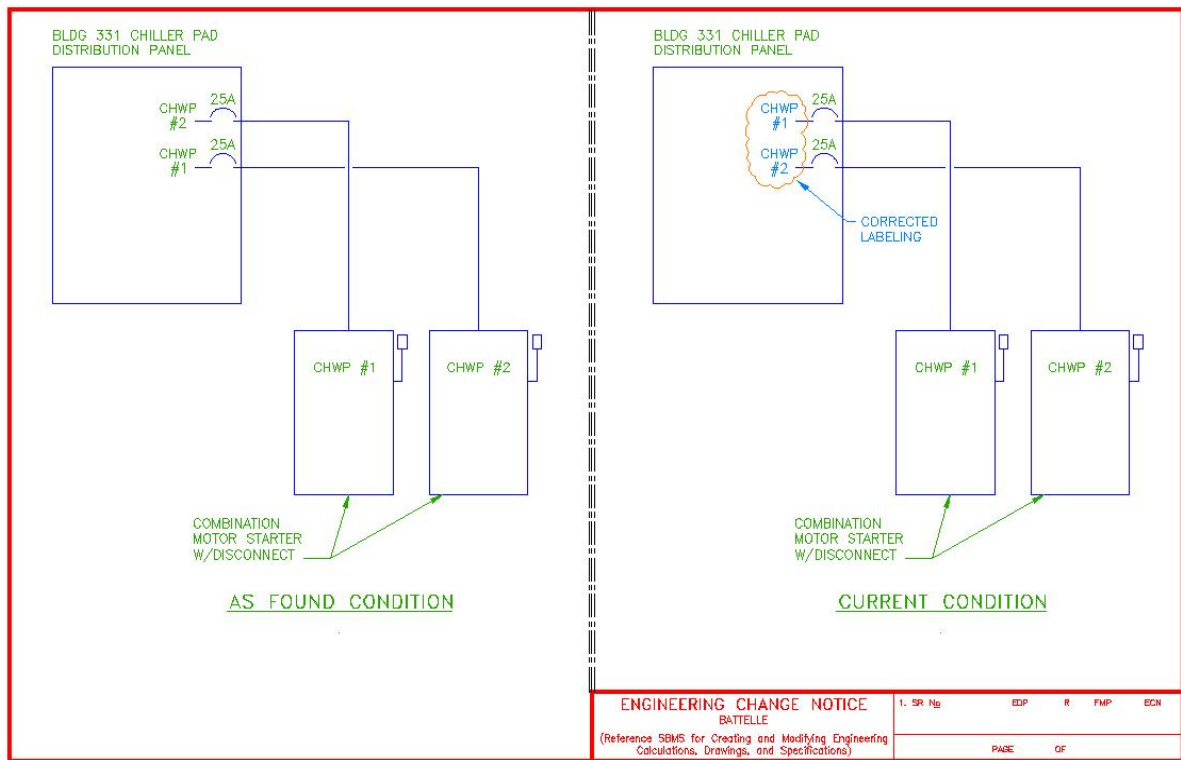 BLDG 331 CHILLER PAD
DISTRIBUTION PANEL
CHWP
#2
25A
CHWP
#1
25A
CHWP #1
CHWP #2
COMBINATION
MOTOR STARTER
W/DISCONNECT
AS FOUND CONDITION
BLDG 331 CHILLER PAD
DISTRIBUTION PANEL
CHWP
#1
25A
CHWP
#2
25A
CORRECTED
LABELING
CHWP #1
CHWP #2
COMBINATION
MOTOR STARTER
W/DISCONNECT
CURRENT CONDITION
ENGINEERING CHANGE NOTICE
BATTELLE
(Reference SBMS for Creating and Modifying Engineering
Calculations, Drawings, and Specifications)
1. SR No EDP R FMP ECN
PAGE OF